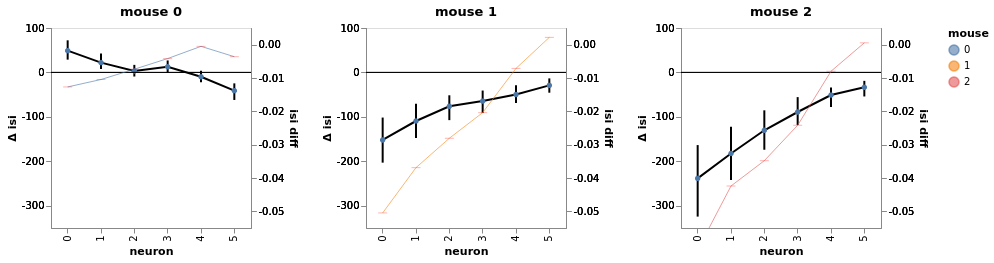 mouse 0
100
0
-100
-200
-300
Δ isi
0.00
-0.01
-0.02
-0.03
-0.04
-0.05
isi diff
0 1 2 3 4 5
neuron
mouse 1
100
0
-100
-200
-300
Δ isi
0.00
-0.01
-0.02
-0.03
-0.04
-0.05
isi diff
0 1 2 3 4 5
neuron
mouse 2
100
0
-100
-200
-300
Δ isi
0.00
-0.01
-0.02
-0.03
-0.04
-0.05
isi diff
0 1 2 3 4 5
neuron
mouse
0
1
2